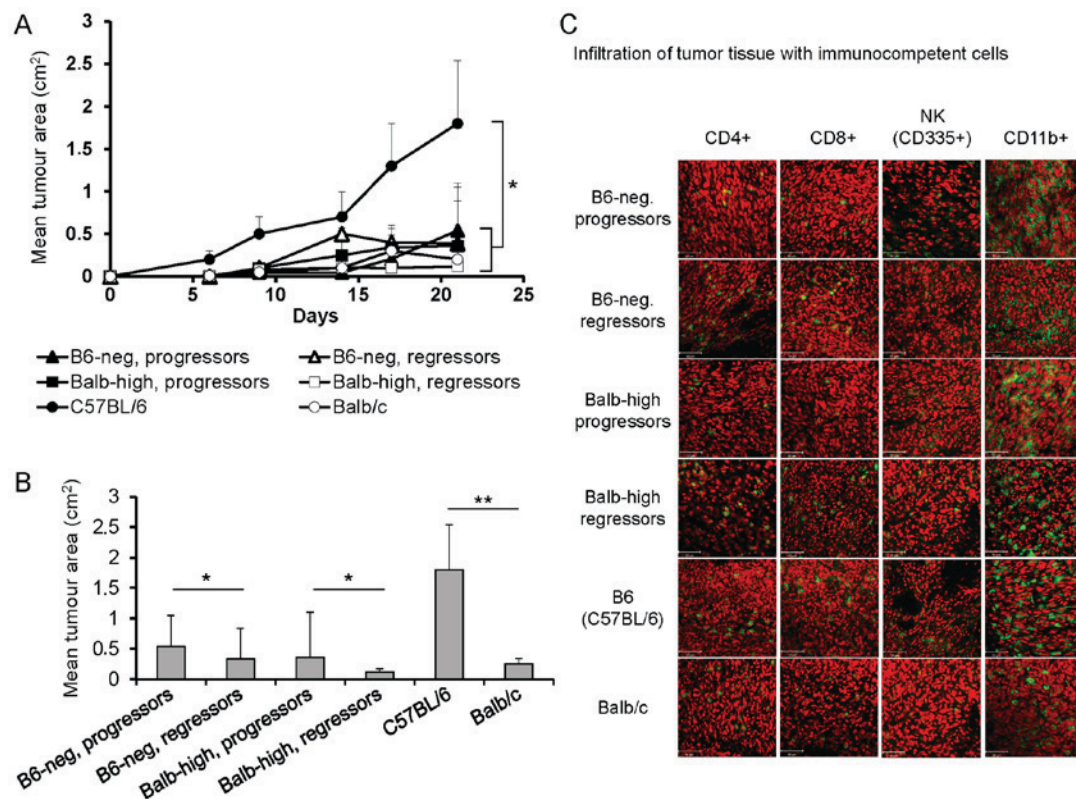 A
Mean tumour area (cm²)
3
2.5
2
1.5
1
0.5
0
0
5
10
15
20
25
*
Days
B6-neg, progressors
B6-neg, regressors
Balb-high, progressors
Balb-high, regressors
C57BL/6
Balb/c
B
Mean tumour area (cm²)
3
2.5
2
1.5
1
0.5
0
*
*
**
B6-neg, progressors
B6-neg, regressors
Balb-high, progressors
Balb-high, regressors
C57BL/6
Balb/c
C
Infiltration of tumor tissue with immunocompetent cells
CD4+
CD8+
NK
(CD335+)
CD11b+
B6-neg.
progressors
B6-neg.
regressors
Balb-high
progressors
Balb-high
regressors
B6
(C57BL/6)
Balb/c